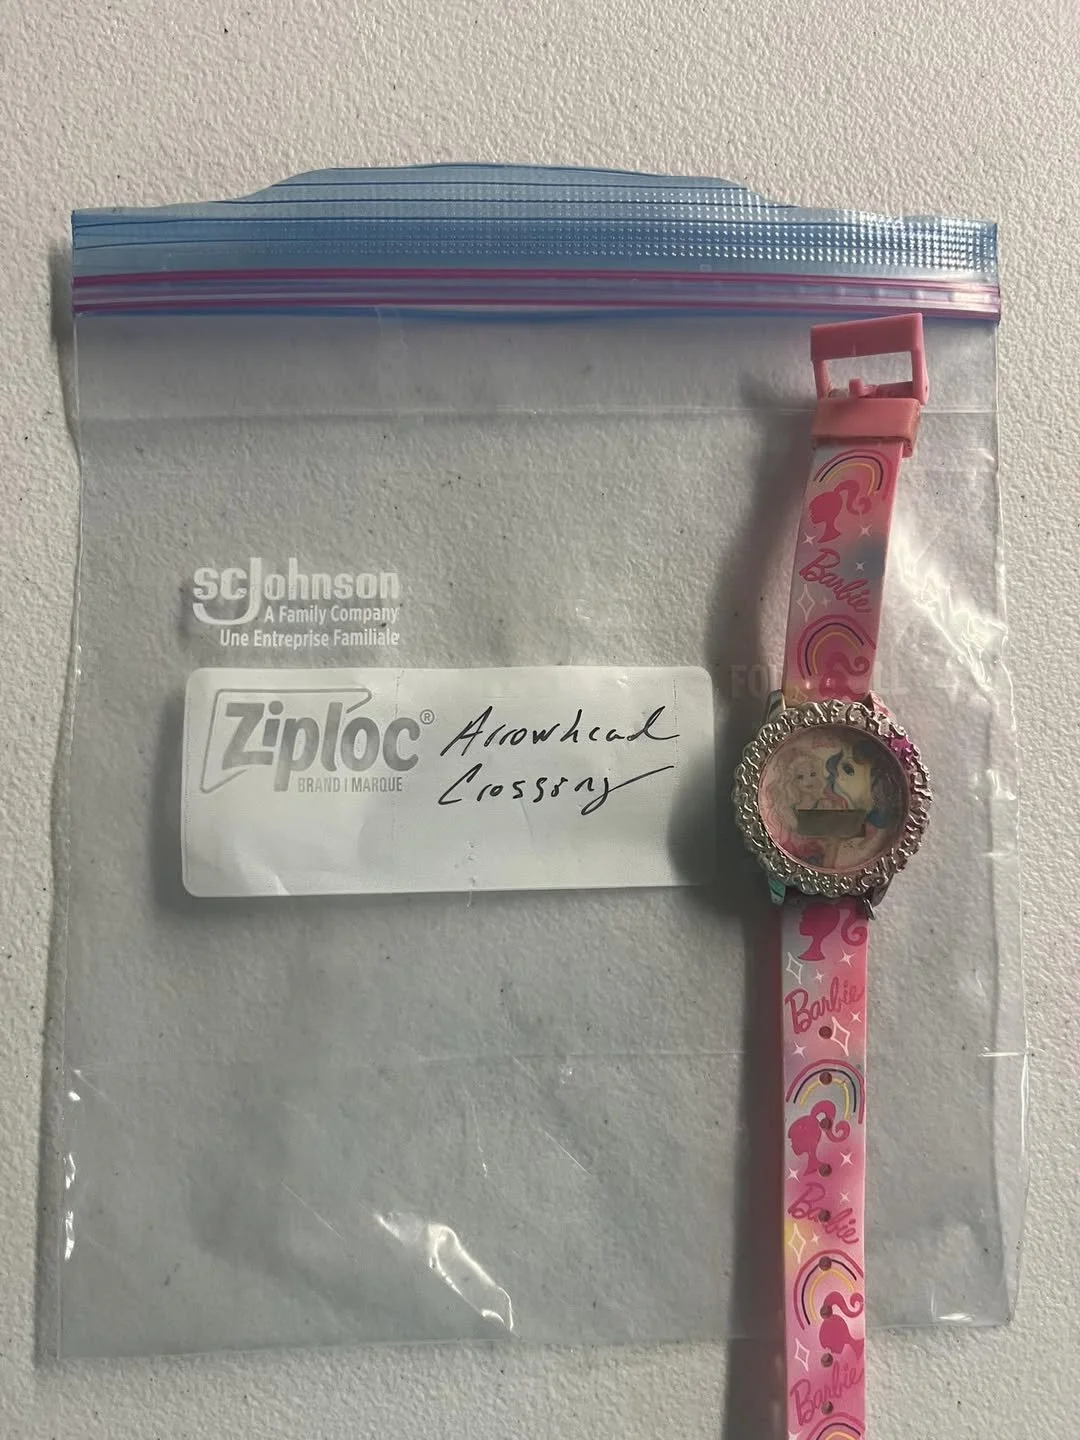 Barbie
scJohnson
A Family Company
Une Entreprise Familiale
Ziploc®
BRAND | MARQUE
Arrowhead
Crossing
Barbie
Barbie
Barbie